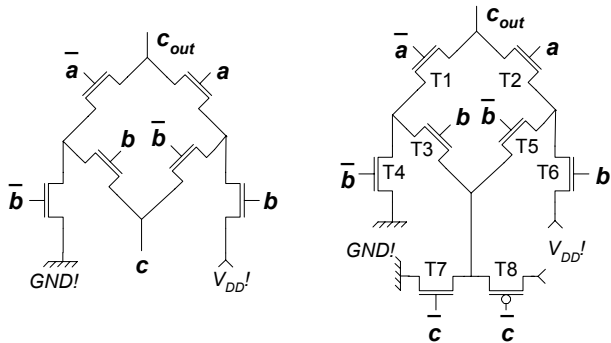 c_out
a̅ a
b b̅
b̅ b
c
GND! V_DD!
c_out
a̅ a
T1 T2
b b̅
T3 T5
b̅ T4 T6 b
GND! V_DD!
T7 T8
c̅ c̅